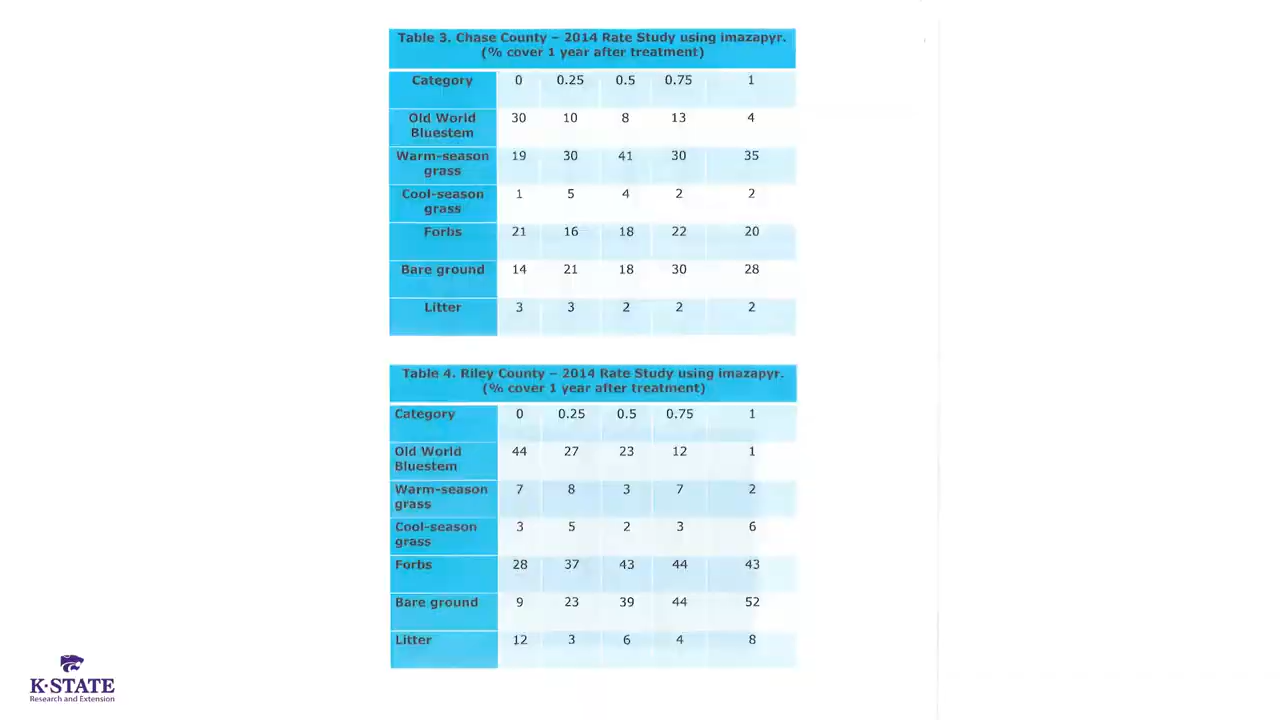 Table 3. Chase County – 2014 Rate Study using imazapyr.
(% cover 1 year after treatment)
Category 0 0.25 0.5 0.75 1
Old World Bluestem 30 10 8 13 4
Warm-season grass 19 30 41 30 35
Cool-season grass 1 5 4 2 2
Forbs 21 16 18 22 20
Bare ground 14 21 18 30 28
Litter 3 3 2 2 2
Table 4. Riley County – 2014 Rate Study using imazapyr.
(% cover 1 year after treatment)
Category 0 0.25 0.5 0.75 1
Old World Bluestem 44 27 23 12 1
Warm-season grass 7 8 3 7 2
Cool-season grass 3 5 2 3 6
Forbs 28 37 43 44 43
Bare ground 9 23 39 44 52
Litter 12 3 6 4 8
K-STATE
Research and Extension